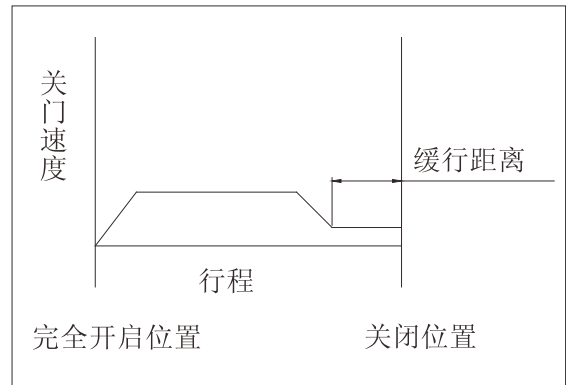 关门速度
缓行距离
行程
完全开启位置
关闭位置